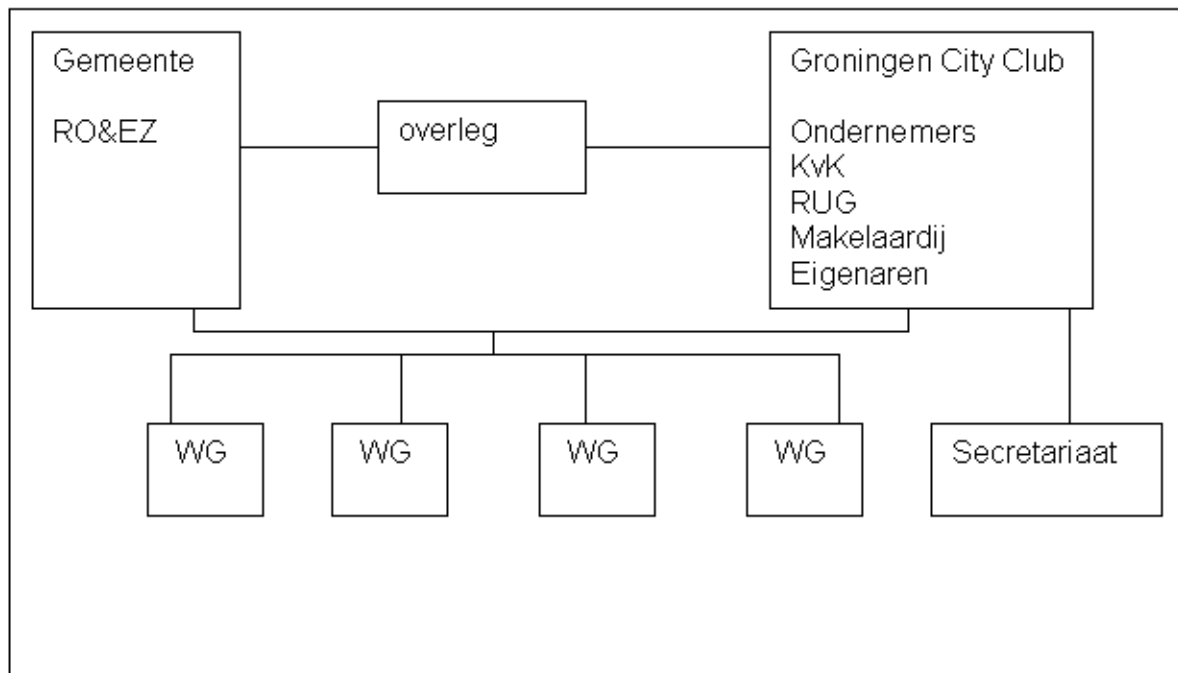 Gemeente
RO&EZ
overleg
Groningen City Club
Ondernemers
KvK
RUG
Makelaardij
Eigenaren
WG
WG
WG
WG
Secretariaat